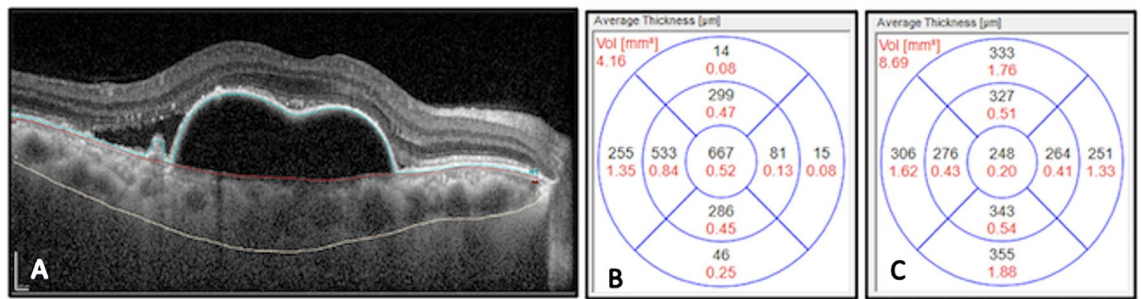 A
Average Thickness [µm]
Vol [mm³]
4.16
14
0.08
299
0.47
255 533 667 81 15
1.35 0.84 0.52 0.13 0.08
286
0.45
46
0.25
B
Average Thickness [µm]
Vol [mm³]
8.69
333
1.76
327
0.51
306 276 248 264 251
1.62 0.43 0.20 0.41 1.33
343
0.54
355
1.88
C